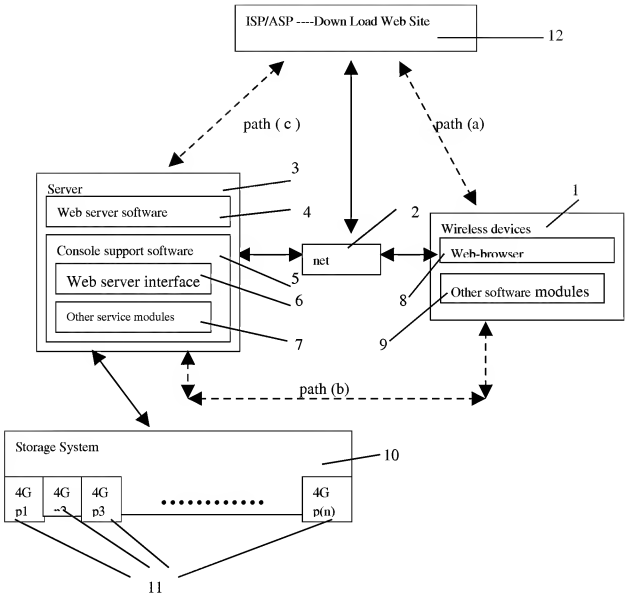 ISP/ASP ----Down Load Web Site
12
path ( c )
path (a)
3
Server
Web server software
4
Console support software
5
Web server interface
6
Other service modules
7
2
net
1
Wireless devices
Web-browser
8
Other software modules
9
path (b)
Storage System
10
4G
p1
4G
4G
p3
............
4G
p(n)
11